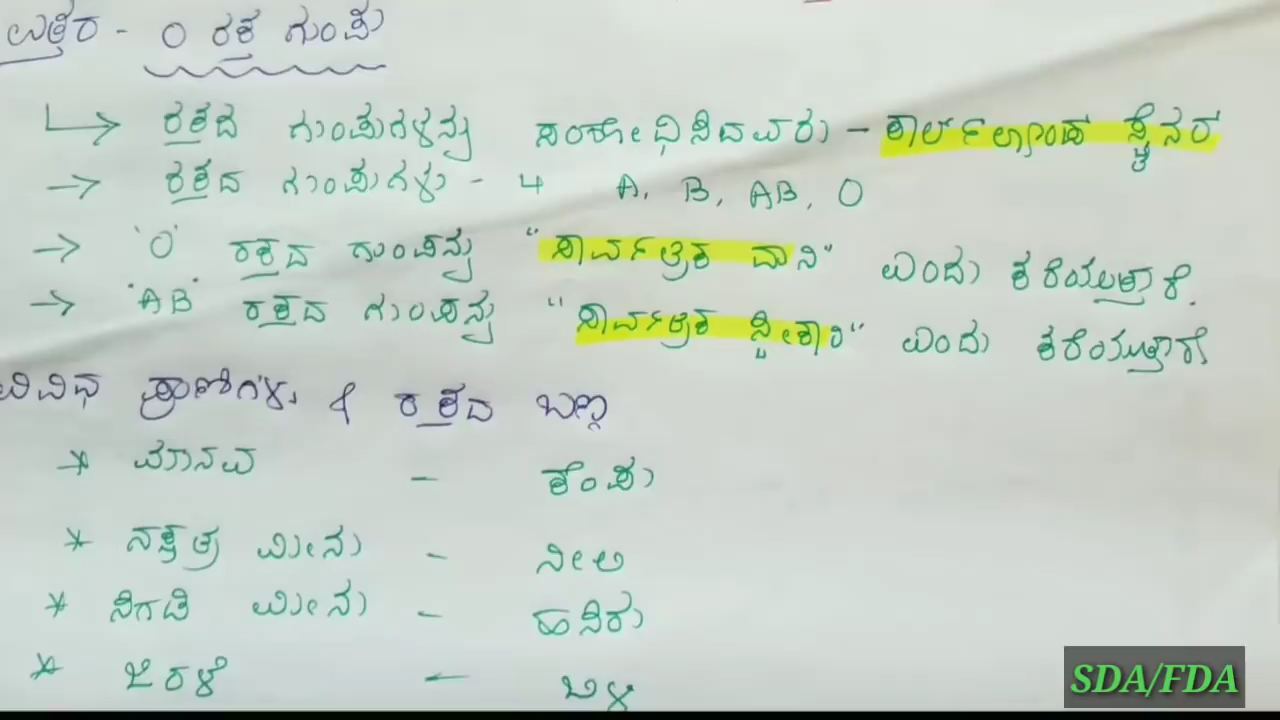 ಉತ್ತರ - O ರಕ್ತ ಗುಂಪು
ರಕ್ತದ ಗುಂಪುಗಳನ್ನು ಸಂಶೋಧಿಸಿದವರು - ಕಾರ್ಲ್ ಲ್ಯಾಂಡ ಸ್ಟೈನರ
→ ರಕ್ತದ ಗುಂಪುಗಳು - 4 A, B, AB, O
→ 'O' ರಕ್ತದ ಗುಂಪನ್ನು "ಸಾರ್ವತ್ರಿಕ ದಾನಿ" ಎಂದು ಕರೆಯುತ್ತಾರೆ.
→ "AB" ರಕ್ತದ ಗುಂಪನ್ನು "ಸಾರ್ವತ್ರಿಕ ಸ್ವೀಕಾರಿ" ಎಂದು ಕರೆಯುತ್ತಾರೆ
ವಿವಿಧ ಪ್ರಾಣಿಗಳು & ರಕ್ತದ ಬಣ್ಣ
* ಮಾನವ - ಕೆಂಪು
* ನಕ್ಷತ್ರ ಮೀನು - ನೀಲಿ
* ಸಿಗಡಿ ಮೀನು - ಹಸಿರು
* ಜಿರಳೆ - ಬಿಳಿ
SDA/FDA